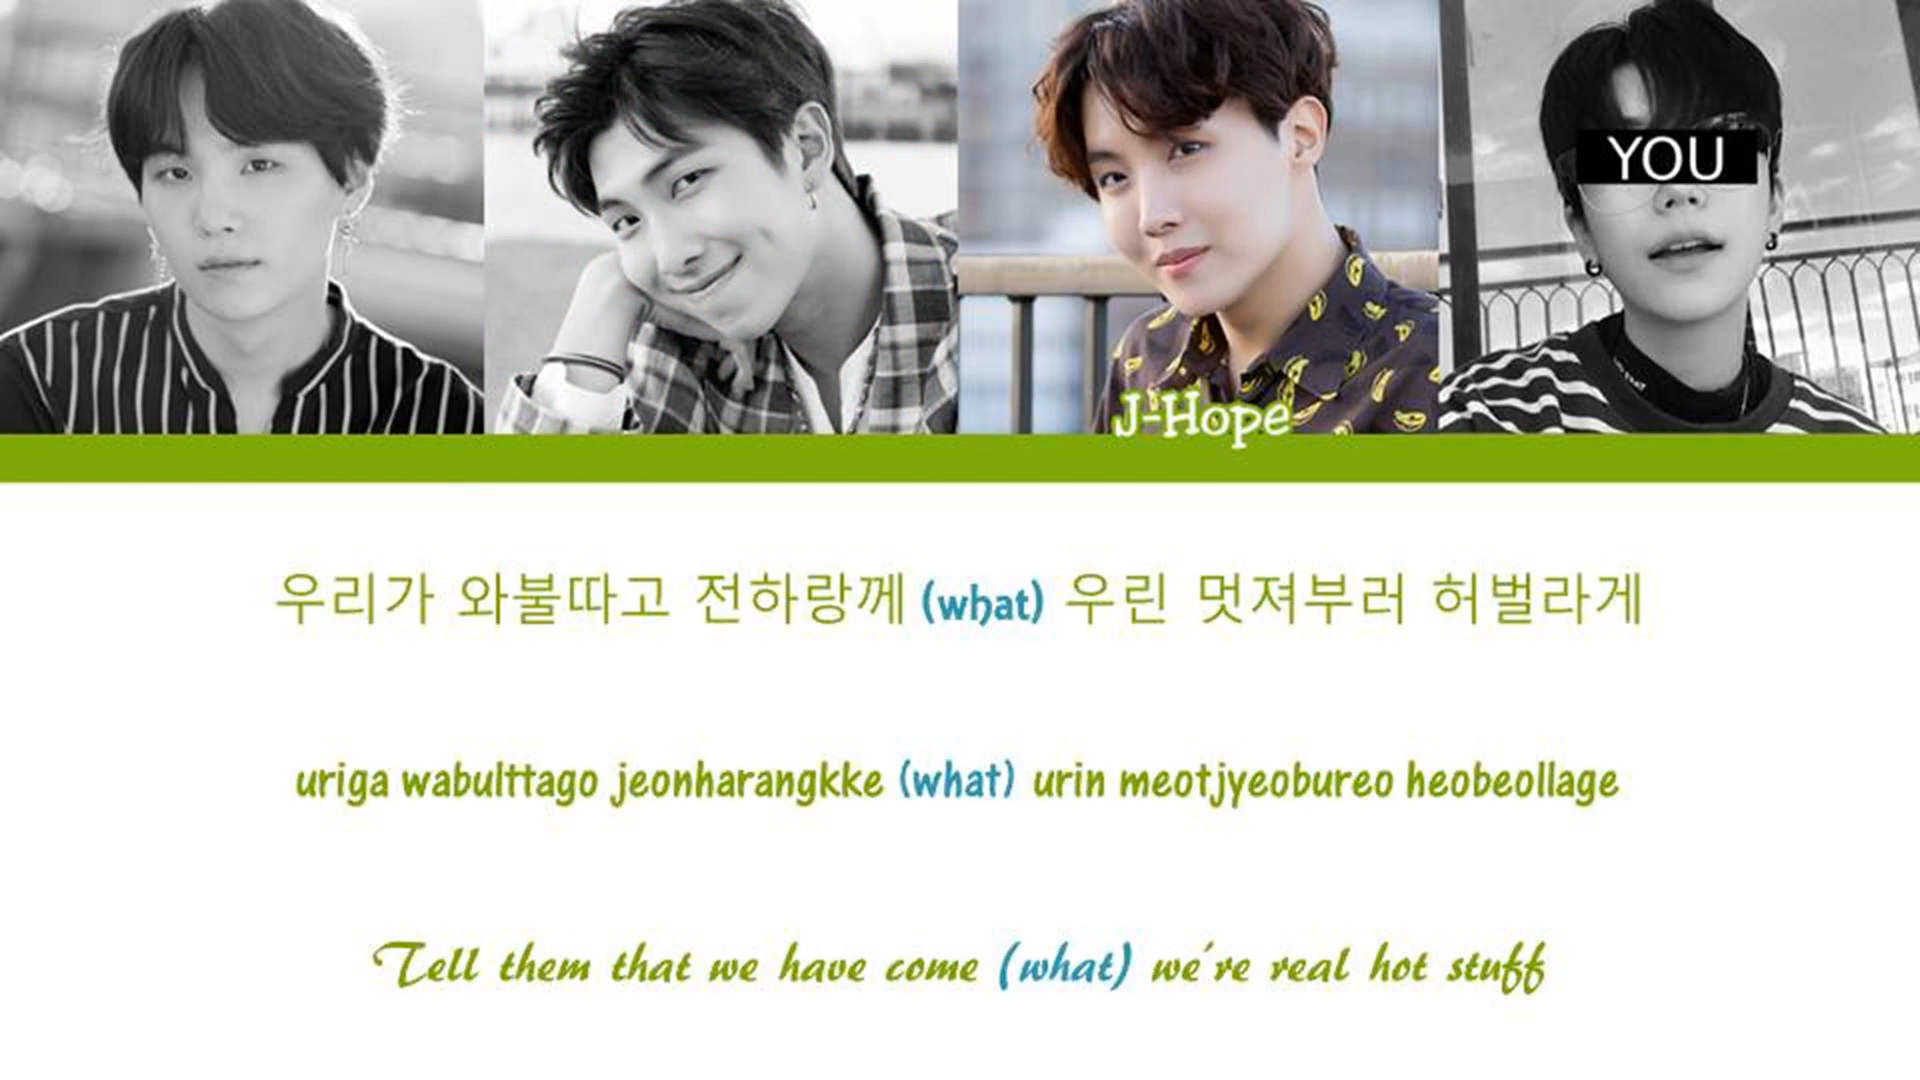 YOU
J-Hope
우리가 와불따고 전하랑께 (what) 우린 멋져부러 허벌라게
uriga wabulttago jeonharangkke (what) urin meotjyeobureo heobeollage
Tell them that we have come (what) we're real hot stuff